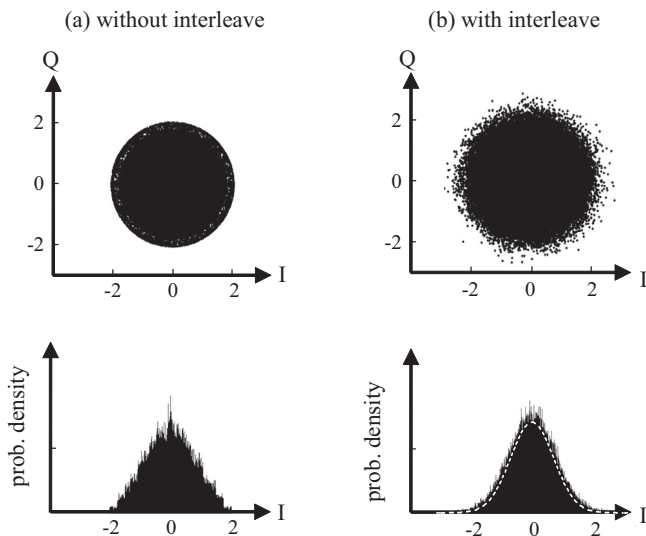 (a) without interleave
(b) with interleave
Q
2
0
-2
-2 0 2
I
Q
2
0
-2
-2 0 2
I
prob. density
-2 0 2
I
prob. density
-2 0 2
I